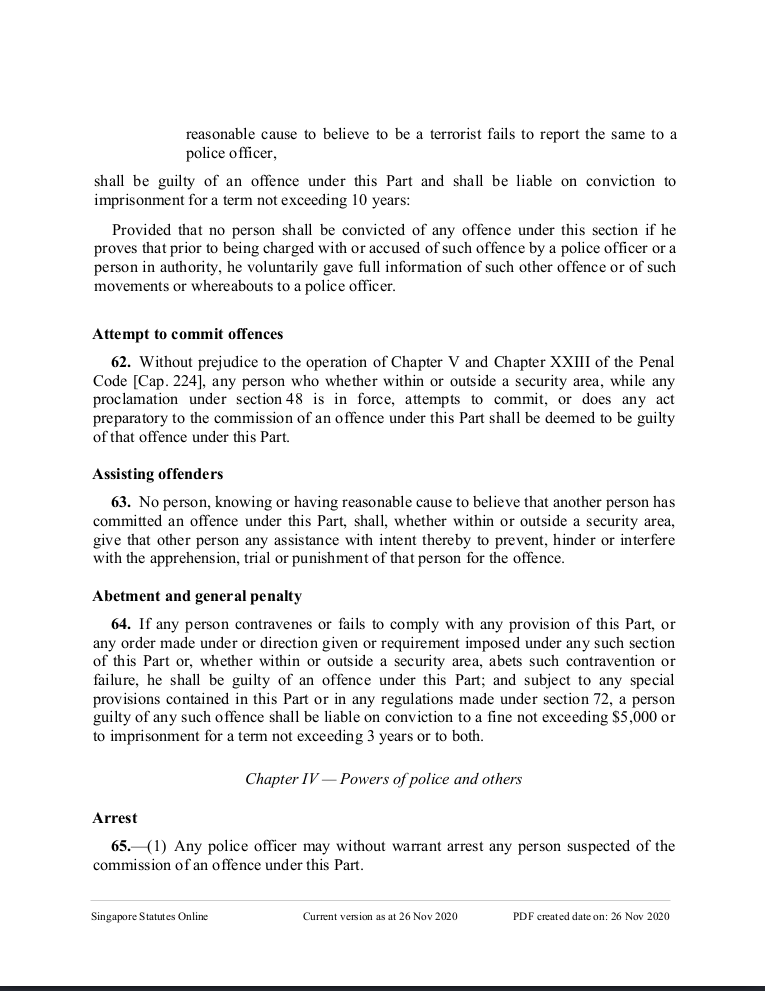 reasonable cause to believe to be a terrorist fails to report the same to a
police officer,
shall be guilty of an offence under this Part and shall be liable on conviction to
imprisonment for a term not exceeding 10 years:
Provided that no person shall be convicted of any offence under this section if he
proves that prior to being charged with or accused of such offence by a police officer or a
person in authority, he voluntarily gave full information of such other offence or of such
movements or whereabouts to a police officer.
Attempt to commit offences
62. Without prejudice to the operation of Chapter V and Chapter XXIII of the Penal
Code [Cap. 224], any person who whether within or outside a security area, while any
proclamation under section 48 is in force, attempts to commit, or does any act
preparatory to the commission of an offence under this Part shall be deemed to be guilty
of that offence under this Part.
Assisting offenders
63. No person, knowing or having reasonable cause to believe that another person has
committed an offence under this Part, shall, whether within or outside a security area,
give that other person any assistance with intent thereby to prevent, hinder or interfere
with the apprehension, trial or punishment of that person for the offence.
Abetment and general penalty
64. If any person contravenes or fails to comply with any provision of this Part, or
any order made under or direction given or requirement imposed under any such section
of this Part or, whether within or outside a security area, abets such contravention or
failure, he shall be guilty of an offence under this Part; and subject to any special
provisions contained in this Part or in any regulations made under section 72, a person
guilty of any such offence shall be liable on conviction to a fine not exceeding $5,000 or
to imprisonment for a term not exceeding 3 years or to both.
Chapter IV — Powers of police and others
Arrest
65.—(1) Any police officer may without warrant arrest any person suspected of the
commission of an offence under this Part.
Singapore Statutes Online Current version as at 26 Nov 2020 PDF created date on: 26 Nov 2020